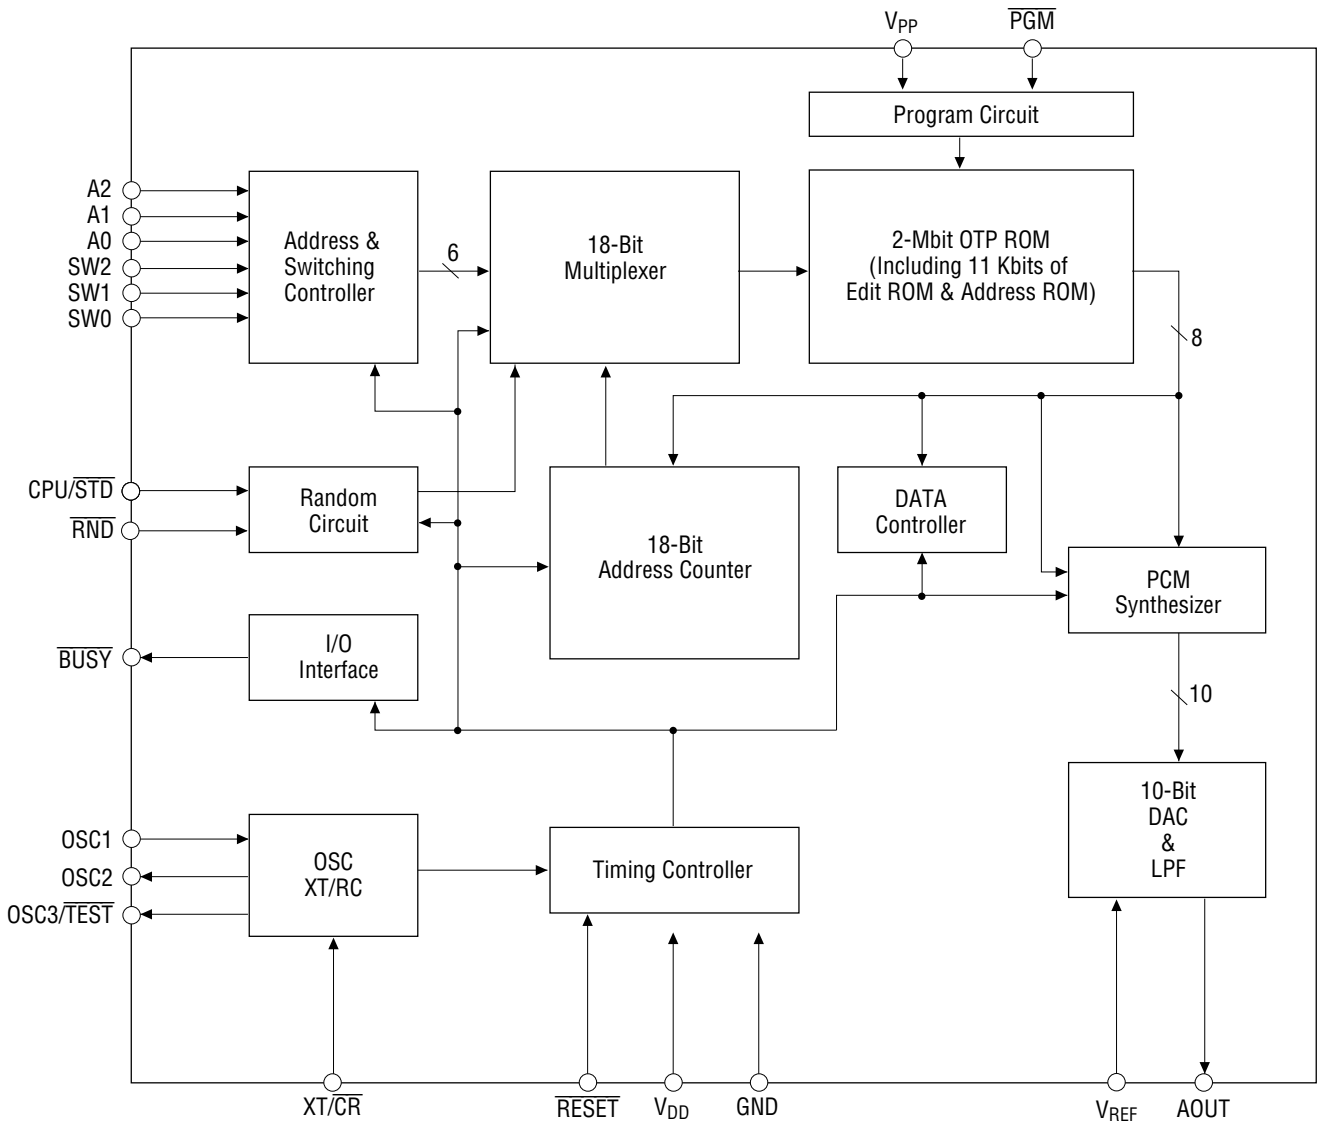 VPP
PGM
Program Circuit
A2
A1
A0
SW2
SW1
SW0
Address &
Switching
Controller
6
18-Bit
Multiplexer
2-Mbit OTP ROM
(Including 11 Kbits of
Edit ROM & Address ROM)
8
CPU/STD
RND
Random
Circuit
18-Bit
Address Counter
DATA
Controller
PCM
Synthesizer
BUSY
I/O
Interface
10
OSC1
OSC2
OSC3/TEST
OSC
XT/RC
Timing Controller
10-Bit
DAC
&
LPF
XT/CR
RESET
VDD
GND
VREF
AOUT